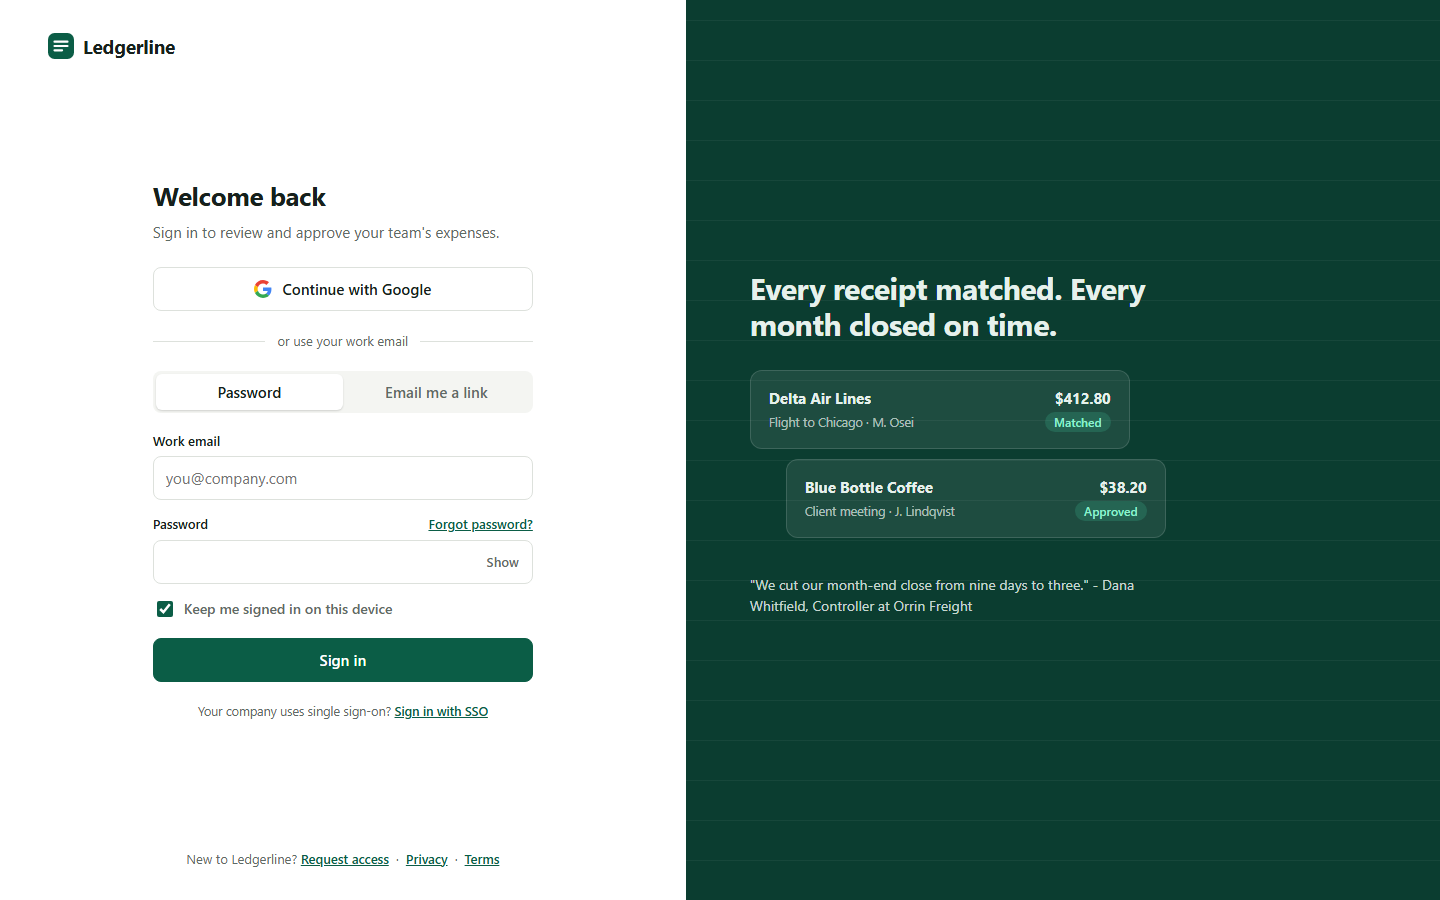 Ledgerline
Welcome back
Sign in to review and approve your team's expenses.
Continue with Google
or use your work email
Password
Email me a link
Work email
you@company.com
Password
Forgot password?
Show
Keep me signed in on this device
Sign in
Your company uses single sign-on? Sign in with SSO
New to Ledgerline? Request access · Privacy · Terms
Every receipt matched. Every
month closed on time.
Delta Air Lines
$412.80
Flight to Chicago · M. Osei
Matched
Blue Bottle Coffee
$38.20
Client meeting · J. Lindqvist
Approved
"We cut our month-end close from nine days to three." - Dana
Whitfield, Controller at Orrin Freight